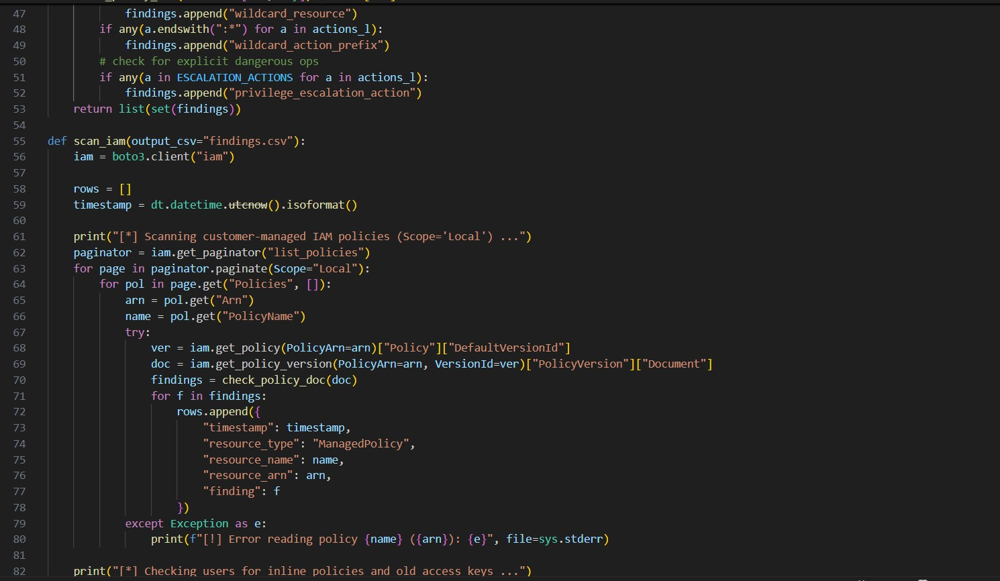 47 findings.append("wildcard_resource")
48 if any(a.endswith(":*") for a in actions_l):
49 findings.append("wildcard_action_prefix")
50 # check for explicit dangerous ops
51 if any(a in ESCALATION_ACTIONS for a in actions_l):
52 findings.append("privilege_escalation_action")
53 return list(set(findings))
54
55 def scan_iam(output_csv="findings.csv"):
56 iam = boto3.client("iam")
57
58 rows = []
59 timestamp = dt.datetime.utcnow().isoformat()
60
61 print("[*] Scanning customer-managed IAM policies (Scope='Local') ...")
62 paginator = iam.get_paginator("list_policies")
63 for page in paginator.paginate(Scope="Local"):
64 for pol in page.get("Policies", []):
65 arn = pol.get("Arn")
66 name = pol.get("PolicyName")
67 try:
68 ver = iam.get_policy(PolicyArn=arn)["Policy"]["DefaultVersionId"]
69 doc = iam.get_policy_version(PolicyArn=arn, VersionId=ver)["PolicyVersion"]["Document"]
70 findings = check_policy_doc(doc)
71 for f in findings:
72 rows.append({
73 "timestamp": timestamp,
74 "resource_type": "ManagedPolicy",
75 "resource_name": name,
76 "resource_arn": arn,
77 "finding": f
78 })
79 except Exception as e:
80 print(f"[!] Error reading policy {name} ({arn}): {e}", file=sys.stderr)
81
82 print("[*] Checking users for inline policies and old access keys ...")